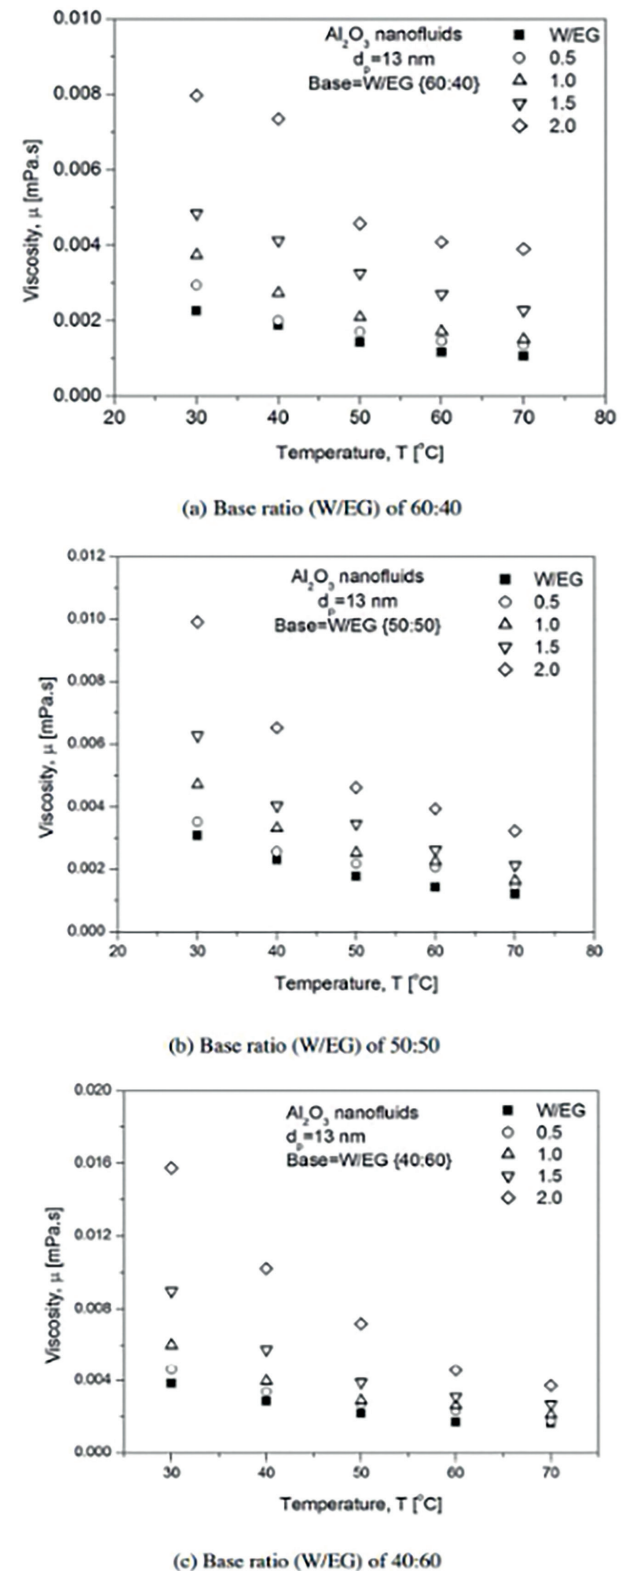 0.010
0.008
0.006
0.004
0.002
0.000
Viscosity, μ [mPa.s]
Al2O3 nanofluids
dp=13 nm
Base=W/EG {60:40}
W/EG
0.5
1.0
1.5
2.0
20 30 40 50 60 70 80
Temperature, T [°C]
(a) Base ratio (W/EG) of 60:40
0.012
0.010
0.008
0.006
0.004
0.002
0.000
Viscosity, μ [mPa.s]
Al2O3 nanofluids
dp=13 nm
Base=W/EG {50:50}
W/EG
0.5
1.0
1.5
2.0
20 30 40 50 60 70 80
Temperature, T [°C]
(b) Base ratio (W/EG) of 50:50
0.020
0.016
0.012
0.008
0.004
0.000
Viscosity, μ [mPa.s]
Al2O3 nanofluids
dp=13 nm
Base=W/EG {40:60}
W/EG
0.5
1.0
1.5
2.0
30 40 50 60 70
Temperature, T [°C]
(c) Base ratio (W/EG) of 40:60